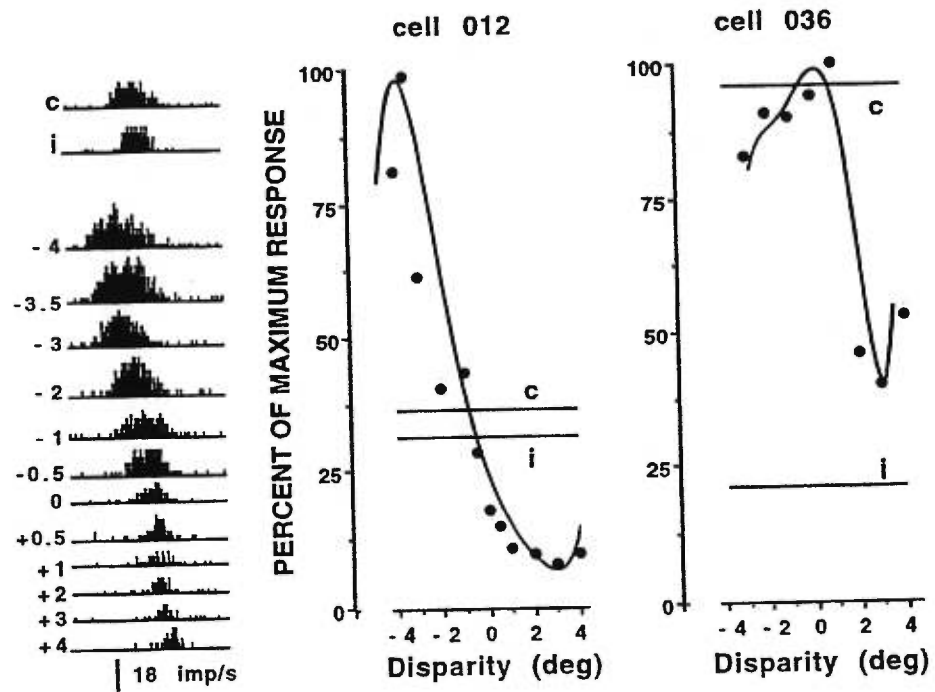 cell 012
cell 036
c
i
- 4
-3.5
- 3
- 2
- 1
-0.5
0
+0.5
+1
+2
+3
+4
18 imp/s
PERCENT OF MAXIMUM RESPONSE
100
75
50
25
0
c
i
- 4 - 2 0 2 4
Disparity (deg)
100
75
50
25
0
c
i
- 4 - 2 0 2 4
Disparity (deg)